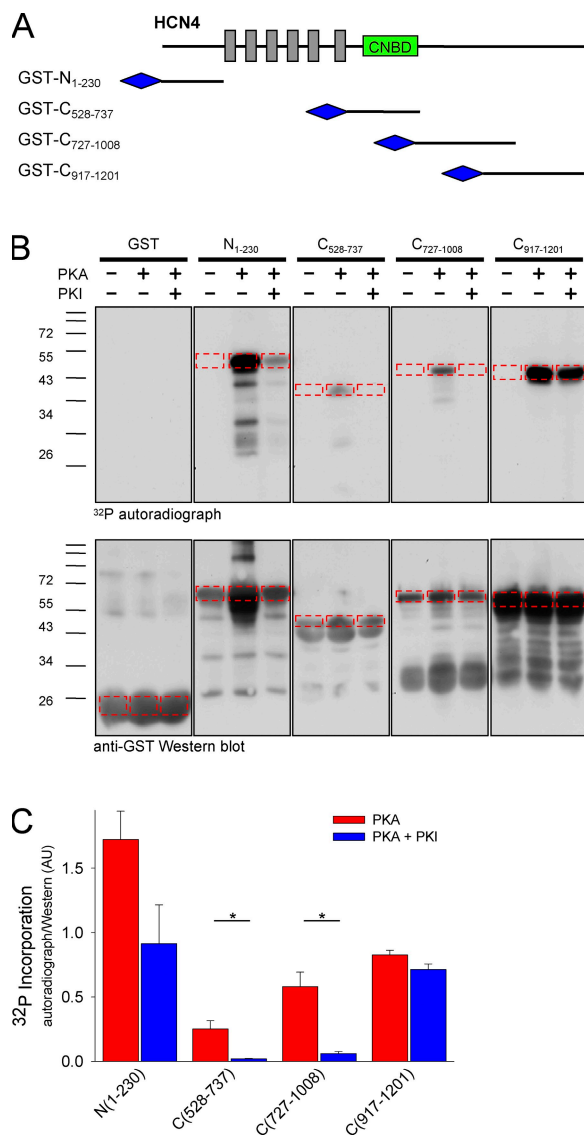 A
HCN4
CNBD
GST-N1-230
GST-C528-737
GST-C727-1008
GST-C917-1201
B
GST N1-230 C528-737 C727-1008 C917-1201
PKA − + + − + + − + + − + + − + +
PKI + + + + +
72
55
43
34
26
32P autoradiograph
72
55
43
34
26
anti-GST Western blot
C
PKA
PKA + PKI
32P Incorporation
autoradiograph/Western (AU)
1.5
1.0
0.5
0.0
* *
N(1-230) C(528-737) C(727-1008) C(917-1201)